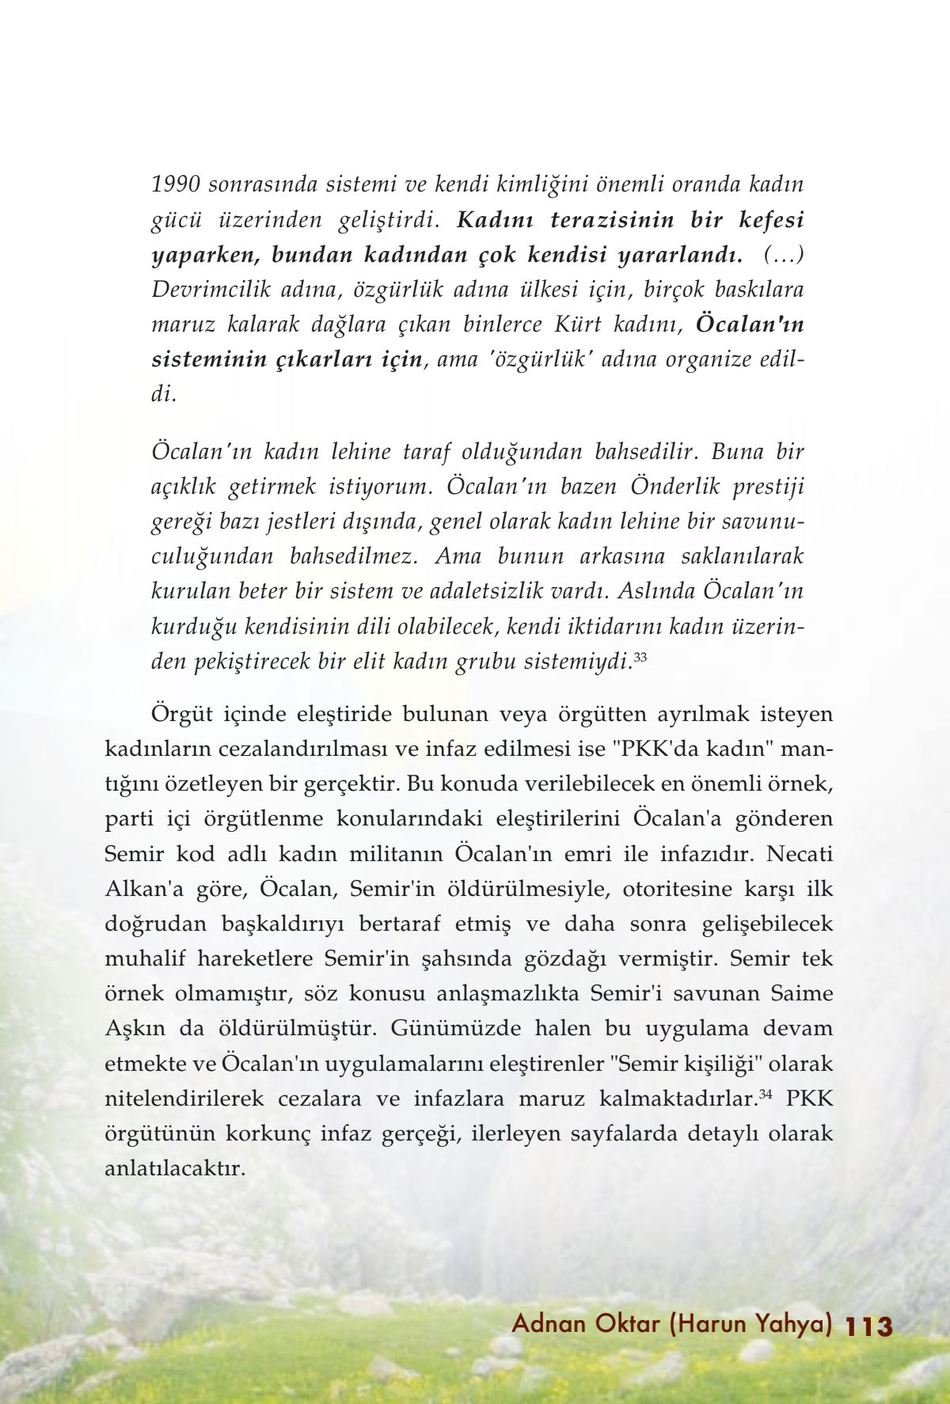 1990 sonrasında sistemi ve kendi kimliğini önemli oranda kadın
gücü üzerinden geliştirdi. Kadını terazisinin bir kefesi
yaparken, bundan kadından çok kendisi yararlandı. (...)
Devrimcilik adına, özgürlük adına ülkesi için, birçok baskılara
maruz kalarak dağlara çıkan binlerce Kürt kadını, Öcalan'ın
sisteminin çıkarları için, ama 'özgürlük' adına organize edil-
di.
Öcalan'ın kadın lehine taraf olduğundan bahsedilir. Buna bir
açıklık getirmek istiyorum. Öcalan'ın bazen Önderlik prestiji
gereği bazı jestleri dışında, genel olarak kadın lehine bir savunu-
culuğundan bahsedilmez. Ama bunun arkasına saklanılarak
kurulan beter bir sistem ve adaletsizlik vardı. Aslında Öcalan'ın
kurduğu kendisinin dili olabilecek, kendi iktidarını kadın üzerin-
den pekiştirecek bir elit kadın grubu sistemiydi.33
Örgüt içinde eleştiride bulunan veya örgütten ayrılmak isteyen
kadınların cezalandırılması ve infaz edilmesi ise "PKK'da kadın" man-
tığını özetleyen bir gerçektir. Bu konuda verilebilecek en önemli örnek,
parti içi örgütlenme konularındaki eleştirilerini Öcalan'a gönderen
Semir kod adlı kadın militanın Öcalan'ın emri ile infazıdır. Necati
Alkan'a göre, Öcalan, Semir'in öldürülmesiyle, otoritesine karşı ilk
doğrudan başkaldırıyı bertaraf etmiş ve daha sonra gelişebilecek
muhalif hareketlere Semir'in şahsında gözdağı vermiştir. Semir tek
örnek olmamıştır, söz konusu anlaşmazlıkta Semir'i savunan Saime
Aşkın da öldürülmüştür. Günümüzde halen bu uygulama devam
etmekte ve Öcalan'ın uygulamalarını eleştirenler "Semir kişiliği" olarak
nitelendirilerek cezalara ve infazlara maruz kalmaktadırlar.34 PKK
örgütünün korkunç infaz gerçeği, ilerleyen sayfalarda detaylı olarak
anlatılacaktır.
Adnan Oktar (Harun Yahya) 113